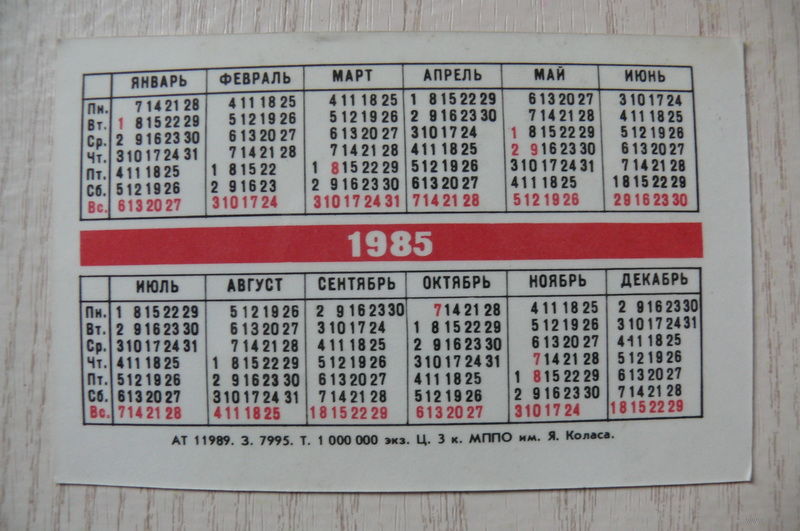 ЯНВАРЬ ФЕВРАЛЬ МАРТ АПРЕЛЬ МАЙ ИЮНЬ
Пн. 7 14 21 28 4 11 18 25 4 11 18 25 1 8 15 22 29 6 13 20 27 3 10 17 24
Вт. 1 8 15 22 29 5 12 19 26 5 12 19 26 2 9 16 23 30 7 14 21 28 4 11 18 25
Ср. 2 9 16 23 30 6 13 20 27 6 13 20 27 3 10 17 24 1 8 15 22 29 5 12 19 26
Чт. 3 10 17 24 31 7 14 21 28 7 14 21 28 4 11 18 25 2 9 16 23 30 6 13 20 27
Пт. 4 11 18 25 1 8 15 22 1 8 15 22 29 5 12 19 26 3 10 17 24 31 7 14 21 28
Сб. 5 12 19 26 2 9 16 23 2 9 16 23 30 6 13 20 27 4 11 18 25 1 8 15 22 29
Вс. 6 13 20 27 3 10 17 24 3 10 17 24 31 7 14 21 28 5 12 19 26 2 9 16 23 30
1985
ИЮЛЬ АВГУСТ СЕНТЯБРЬ ОКТЯБРЬ НОЯБРЬ ДЕКАБРЬ
Пн. 1 8 15 22 29 5 12 19 26 2 9 16 23 30 7 14 21 28 4 11 18 25 2 9 16 23 30
Вт. 2 9 16 23 30 6 13 20 27 3 10 17 24 1 8 15 22 29 5 12 19 26 3 10 17 24 31
Ср. 3 10 17 24 31 7 14 21 28 4 11 18 25 2 9 16 23 30 6 13 20 27 4 11 18 25
Чт. 4 11 18 25 1 8 15 22 29 5 12 19 26 3 10 17 24 31 7 14 21 28 5 12 19 26
Пт. 5 12 19 26 2 9 16 23 30 6 13 20 27 4 11 18 25 1 8 15 22 29 6 13 20 27
Сб. 6 13 20 27 3 10 17 24 31 7 14 21 28 5 12 19 26 2 9 16 23 30 7 14 21 28
Вс. 7 14 21 28 4 11 18 25 1 8 15 22 29 6 13 20 27 3 10 17 24 1 8 15 22 29
АТ 11989. З. 7995. Т. 1 000 000 экз. Ц. 3 к. МППО им. Я. Коласа.